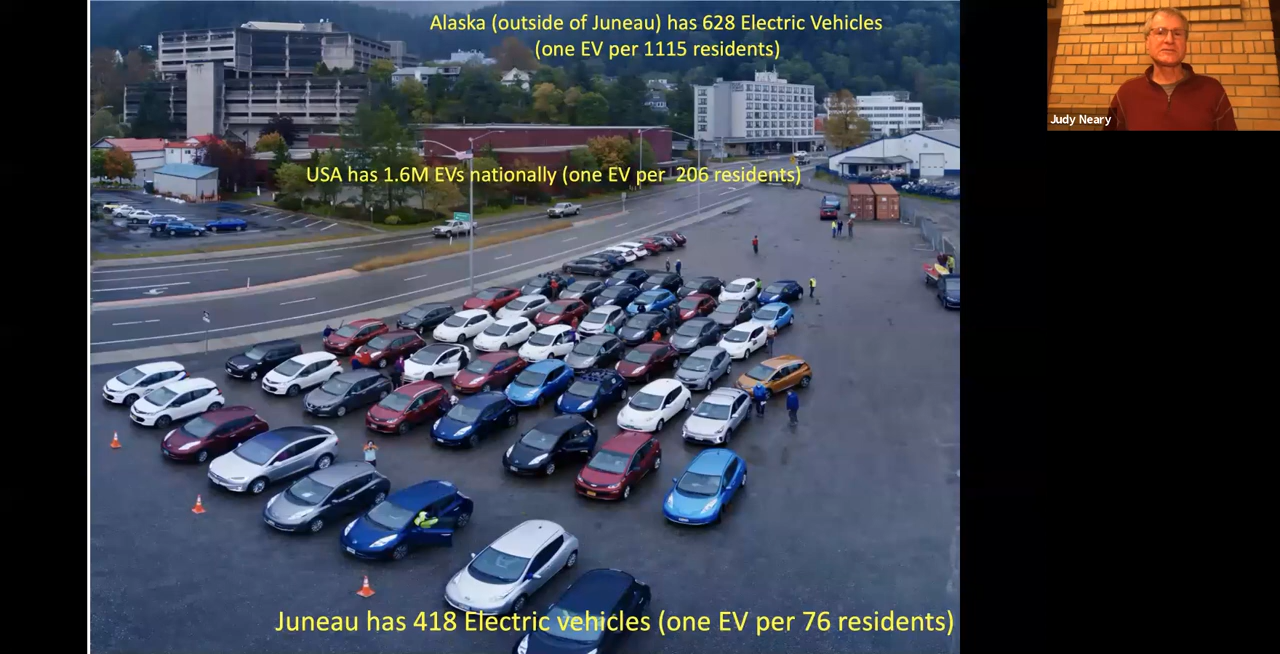 Alaska (outside of Juneau) has 628 Electric Vehicles
(one EV per 1115 residents)
Judy Neary
USA has 1.6M EVs nationally (one EV per  206 residents)
Juneau has 418 Electric vehicles (one EV per 76 residents)